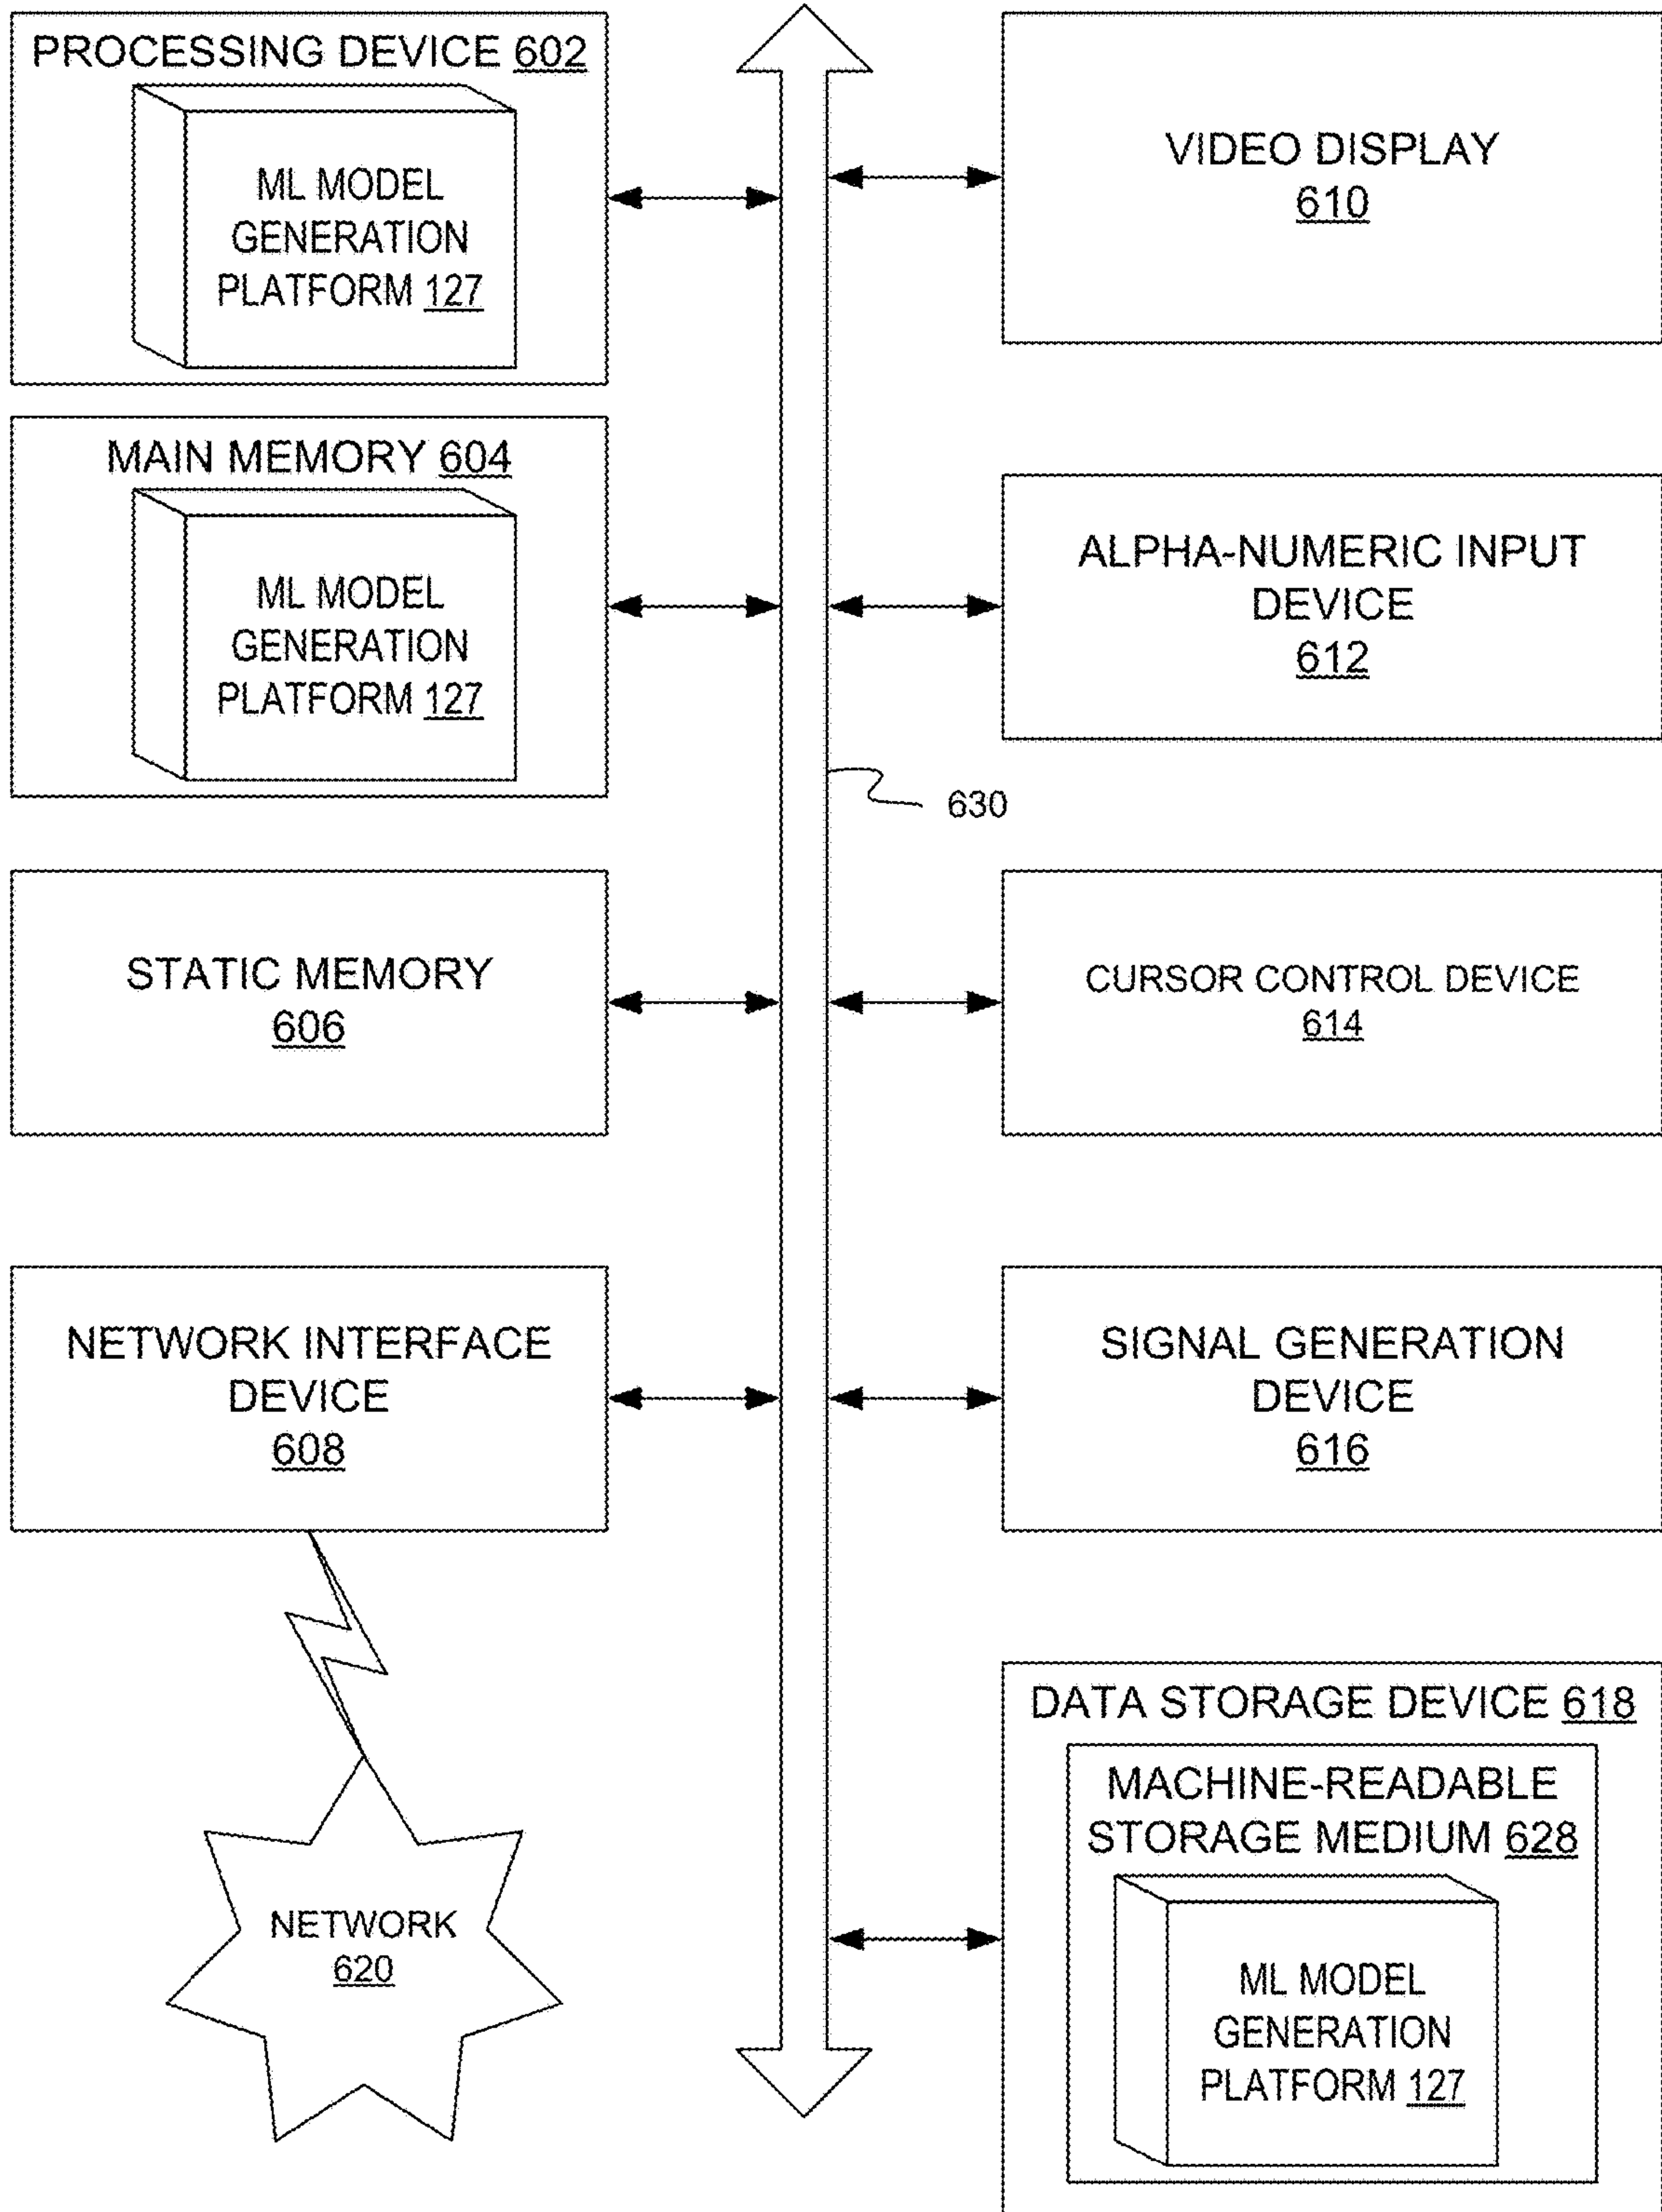 PROCESSING DEVICE 602
ML MODEL
GENERATION
PLATFORM 127
MAIN MEMORY 604
ML MODEL
GENERATION
PLATFORM 127
STATIC MEMORY
606
NETWORK INTERFACE
DEVICE
608
NETWORK
620
630
VIDEO DISPLAY
610
ALPHA-NUMERIC INPUT
DEVICE
612
CURSOR CONTROL DEVICE
614
SIGNAL GENERATION
DEVICE
616
DATA STORAGE DEVICE 618
MACHINE-READABLE
STORAGE MEDIUM 628
ML MODEL
GENERATION
PLATFORM 127